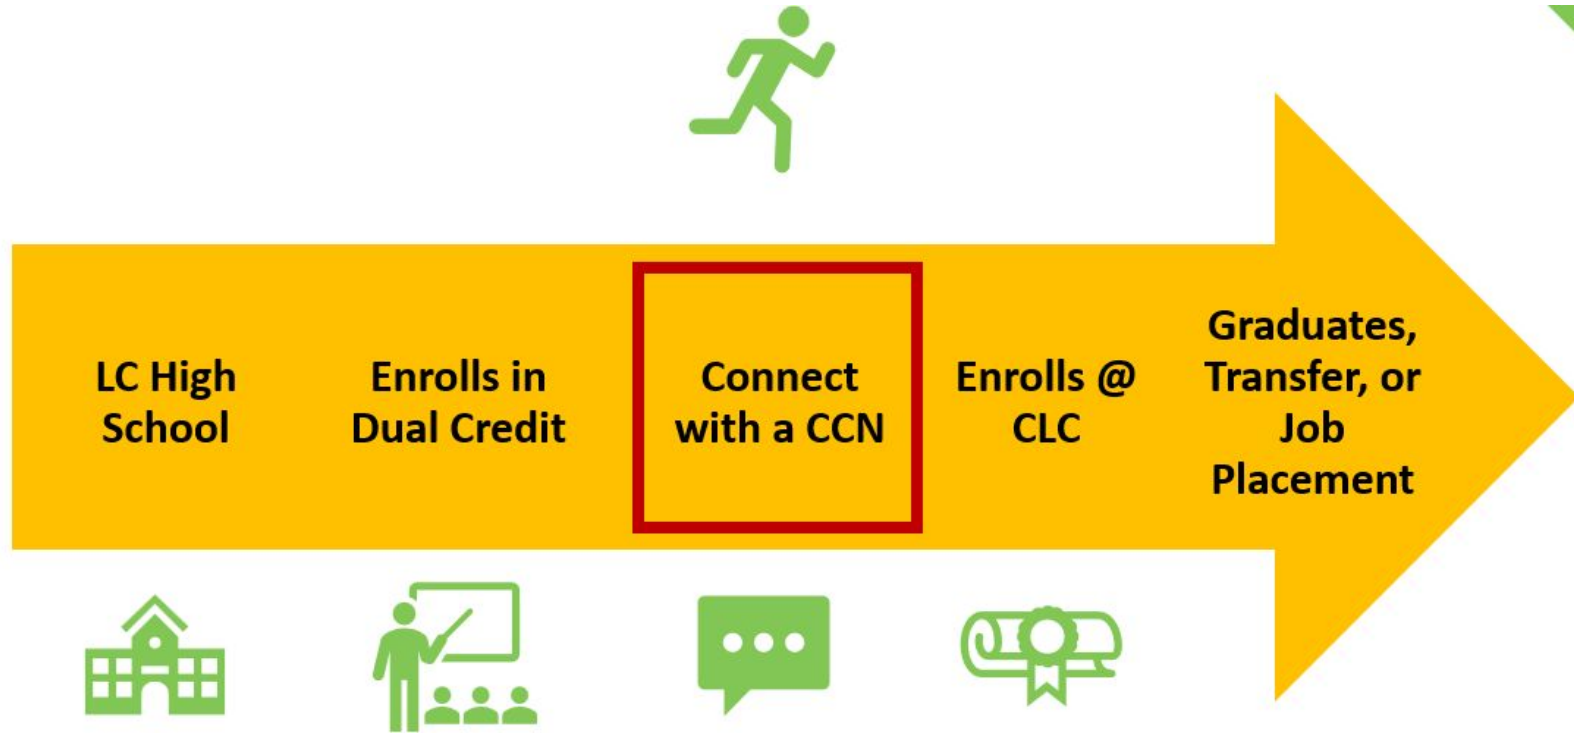 LC High
School
Enrolls in
Dual Credit
Connect
with a CCN
Enrolls @
CLC
Graduates,
Transfer, or
Job
Placement